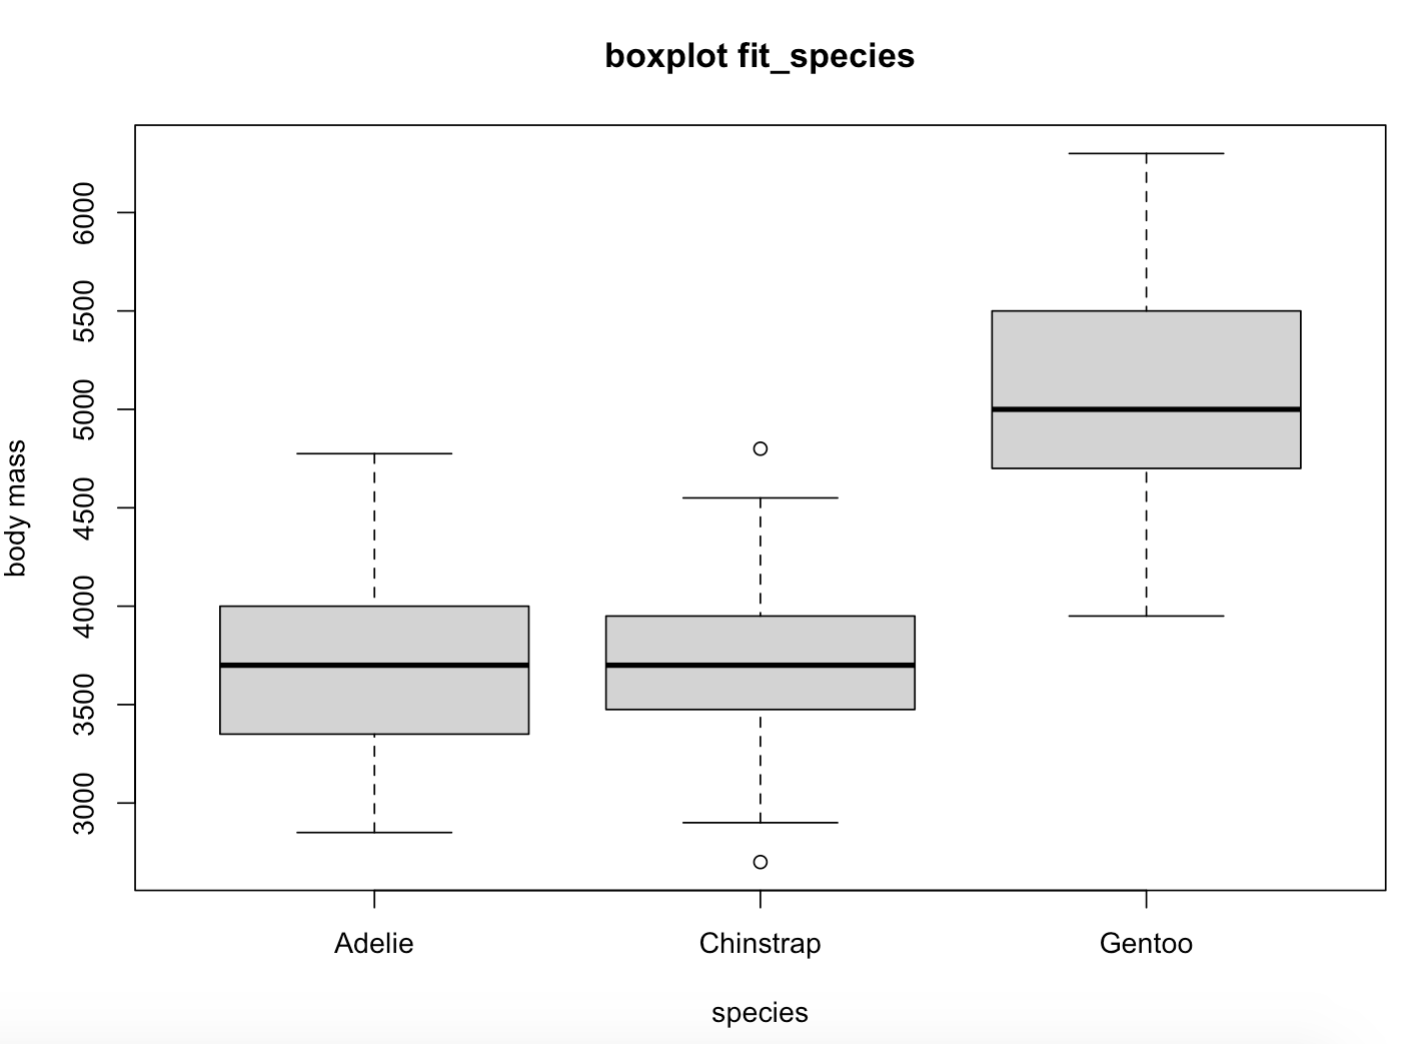 boxplot fit_species
body mass
6000
5500
5000
4500
4000
3500
3000
Adelie Chinstrap Gentoo
species